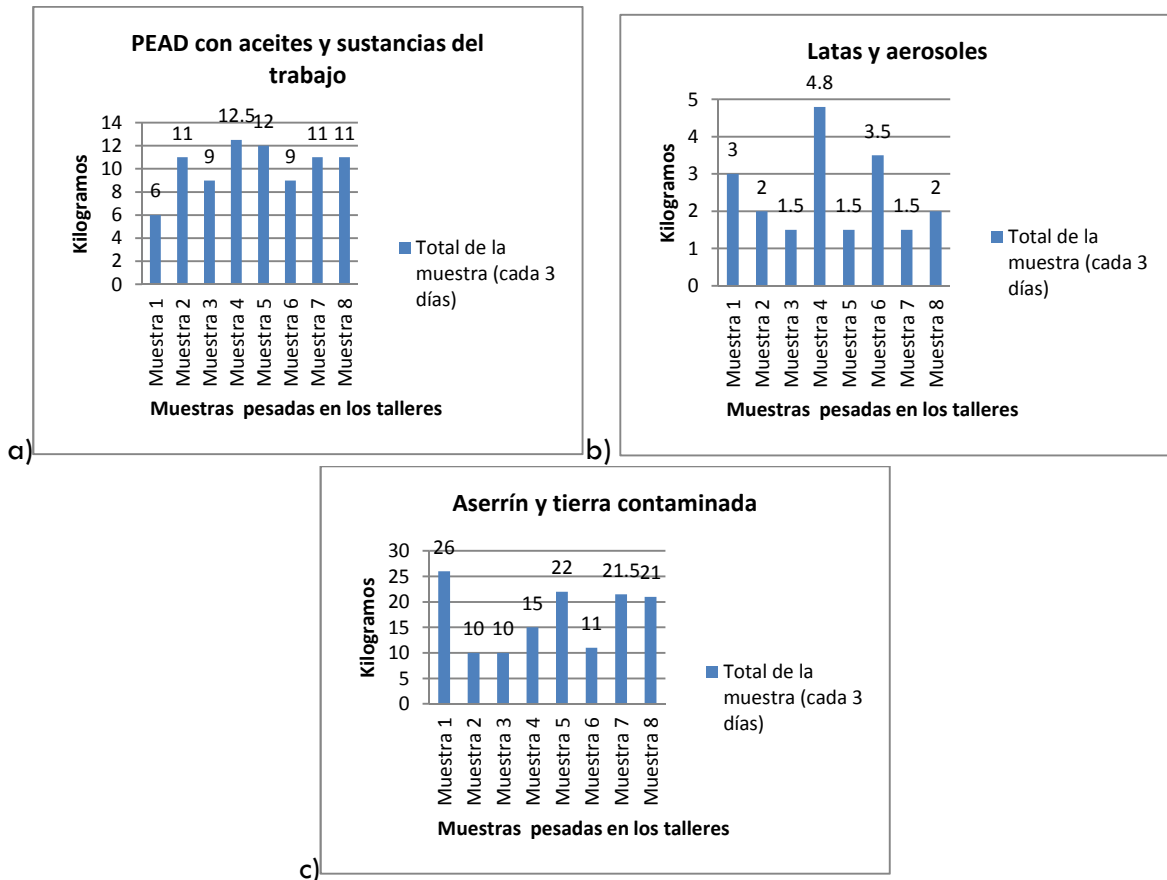 PEAD con aceites y sustancias del
trabajo
Kilogramos
14
12
10
8
6
4
2
0
6
11
9
12.5
12
9
11
11
Muestra 1
Muestra 2
Muestra 3
Muestra 4
Muestra 5
Muestra 6
Muestra 7
Muestra 8
Total de la
muestra (cada 3
días)
Muestras pesadas en los talleres
a)
Latas y aerosoles
Kilogramos
5
4
3
2
1
0
3
2
1.5
4.8
1.5
3.5
1.5
2
Muestra 1
Muestra 2
Muestra 3
Muestra 4
Muestra 5
Muestra 6
Muestra 7
Muestra 8
Total de la
muestra (cada 3
días)
Muestras pesadas en los talleres
b)
Aserrín y tierra contaminada
Kilogramos
30
25
20
15
10
5
0
26
10
10
15
22
11
21.5
21
Muestra 1
Muestra 2
Muestra 3
Muestra 4
Muestra 5
Muestra 6
Muestra 7
Muestra 8
Total de la
muestra (cada 3
días)
Muestras pesadas en los talleres
c)